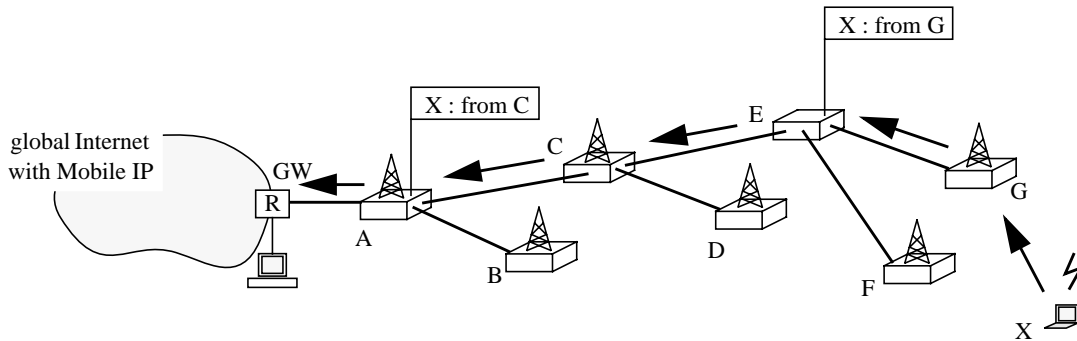 X : from G
X : from C
E
C
global Internet
with Mobile IP
GW
R
G
A
D
B
F
X